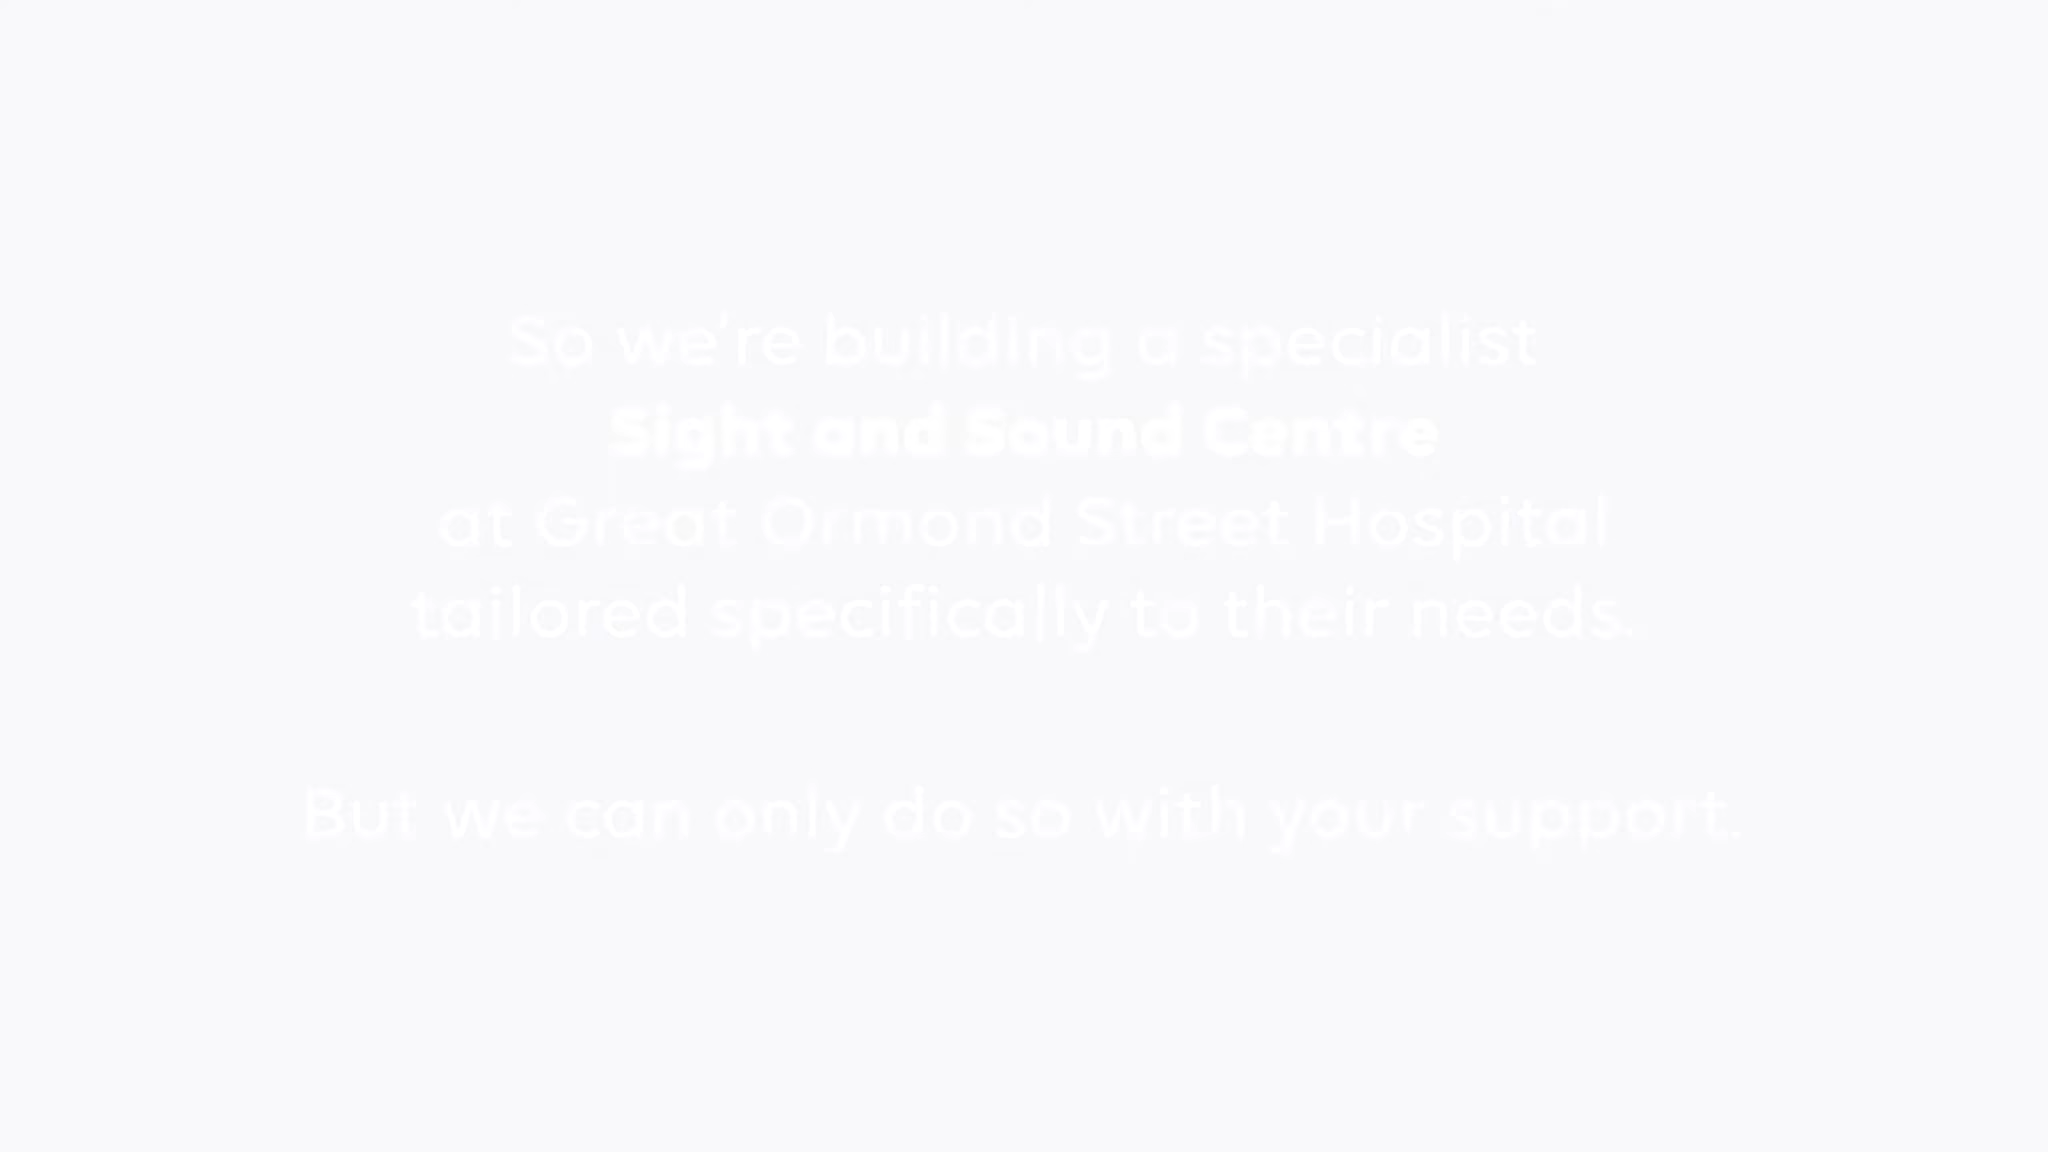 So we're building a specialist
Sight and Sound Centre
at Great Ormond Street Hospital
tailored specifically to their needs.
But we can only do so with your support.